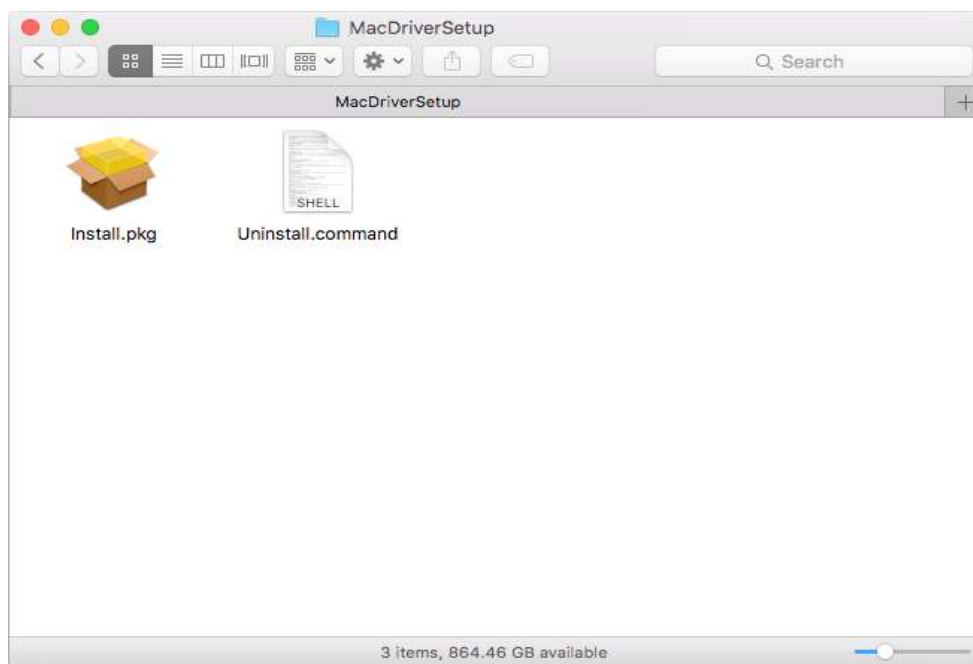 MacDriverSetup
Search
MacDriverSetup
SHELL
Install.pkg Uninstall.command
3 items, 864.46 GB available